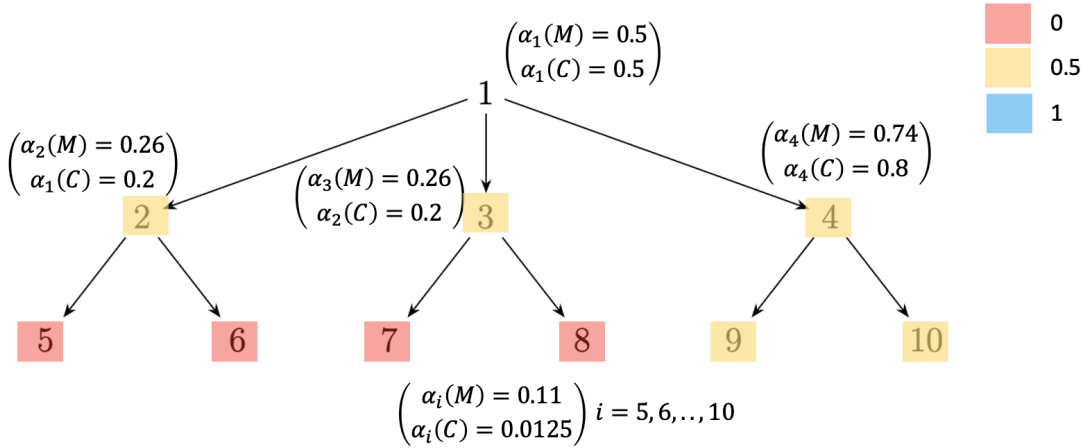 α₁(M) = 0.5
α₁(C) = 0.5
0
0.5
1
1
α₂(M) = 0.26
α₁(C) = 0.2
α₃(M) = 0.26
α₂(C) = 0.2
α₄(M) = 0.74
α₄(C) = 0.8
2
3
4
5
6
7
8
9
10
αᵢ(M) = 0.11
αᵢ(C) = 0.0125
i = 5, 6, . . , 10